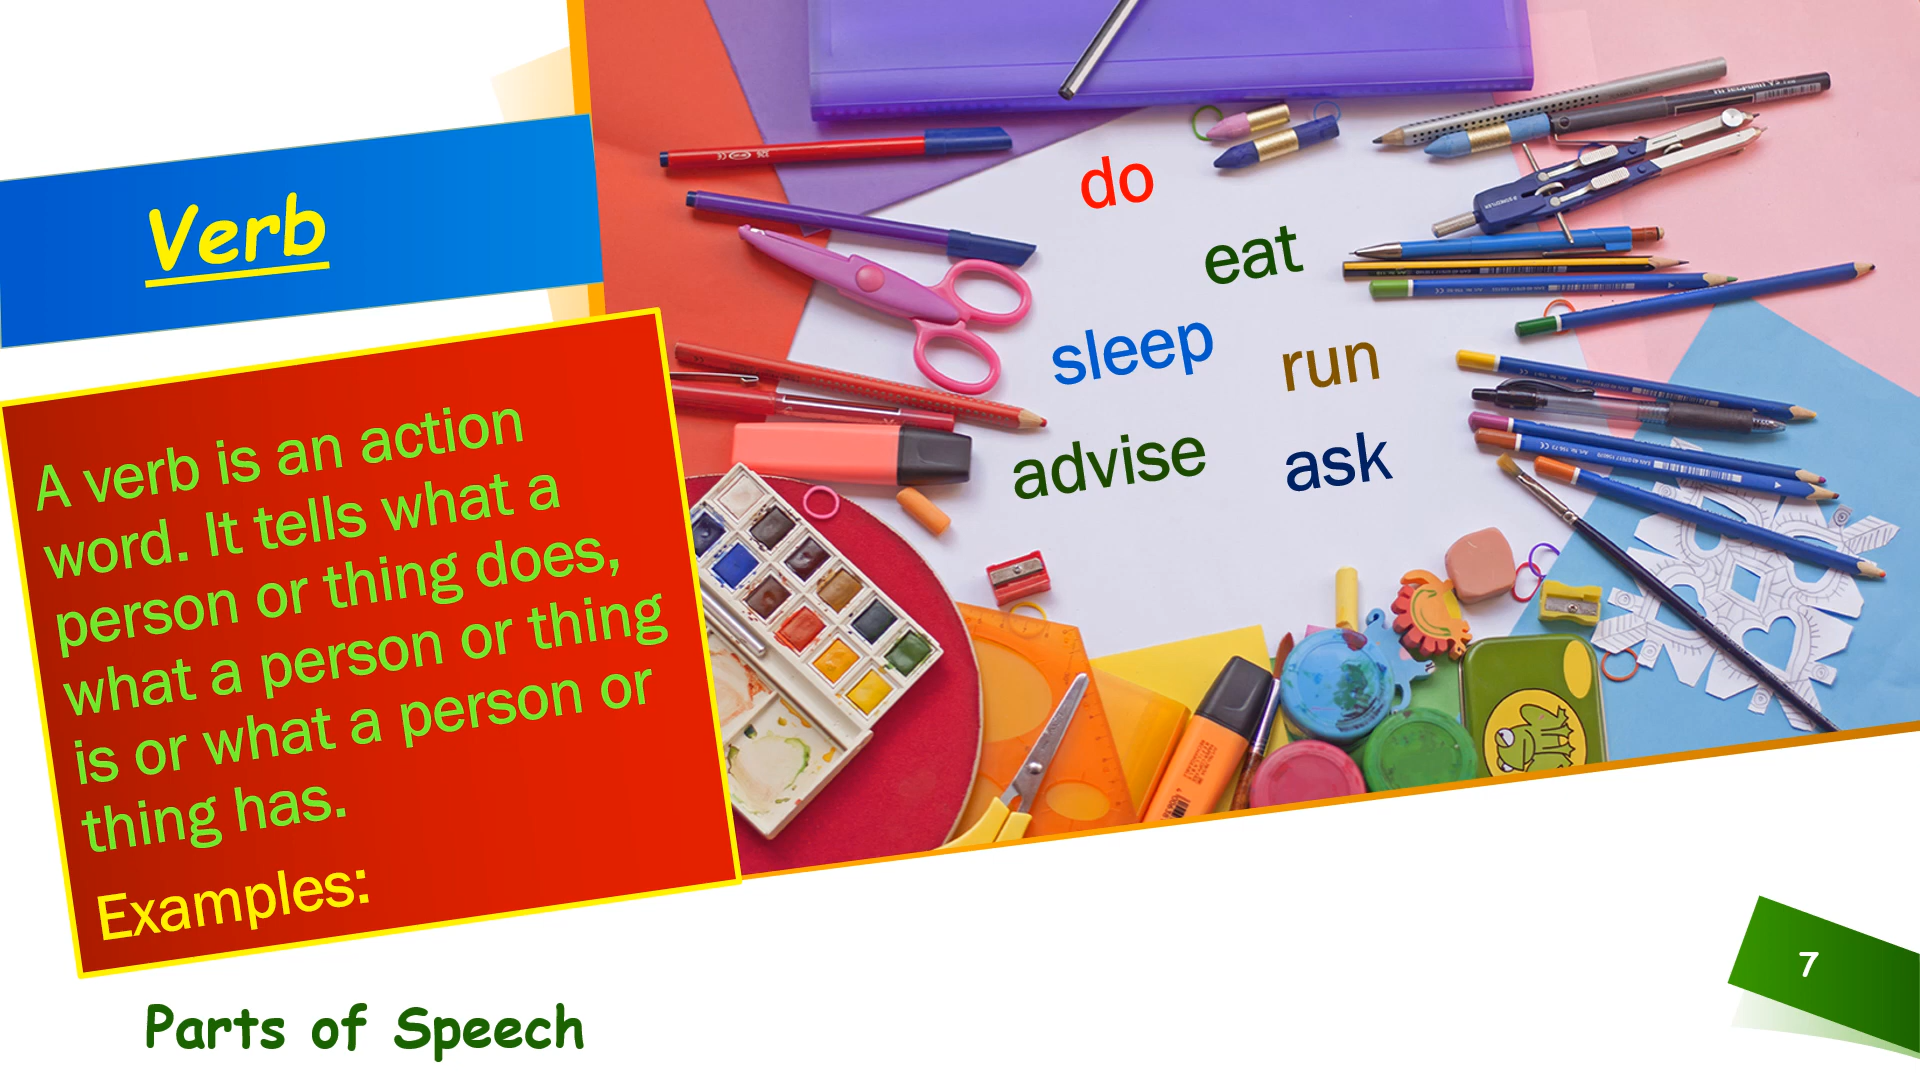 Verb
A verb is an action
word. It tells what a
person or thing does,
what a person or thing
is or what a person or
thing has.
Examples:
do
eat
sleep
run
advise
ask
Parts of Speech
7